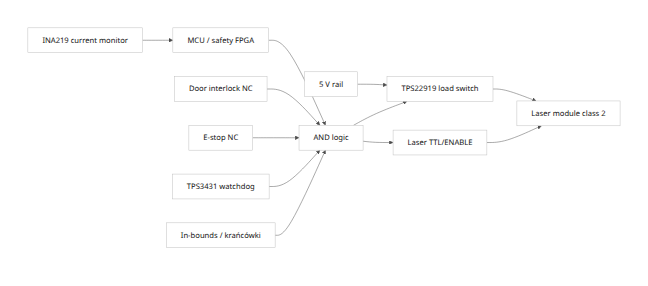 INA219 current monitor
MCU / safety FPGA
Door interlock NC
E-stop NC
TPS3431 watchdog
In-bounds / krańcówki
5 V rail
AND logic
TPS22919 load switch
Laser TTL/ENABLE
Laser module class 2